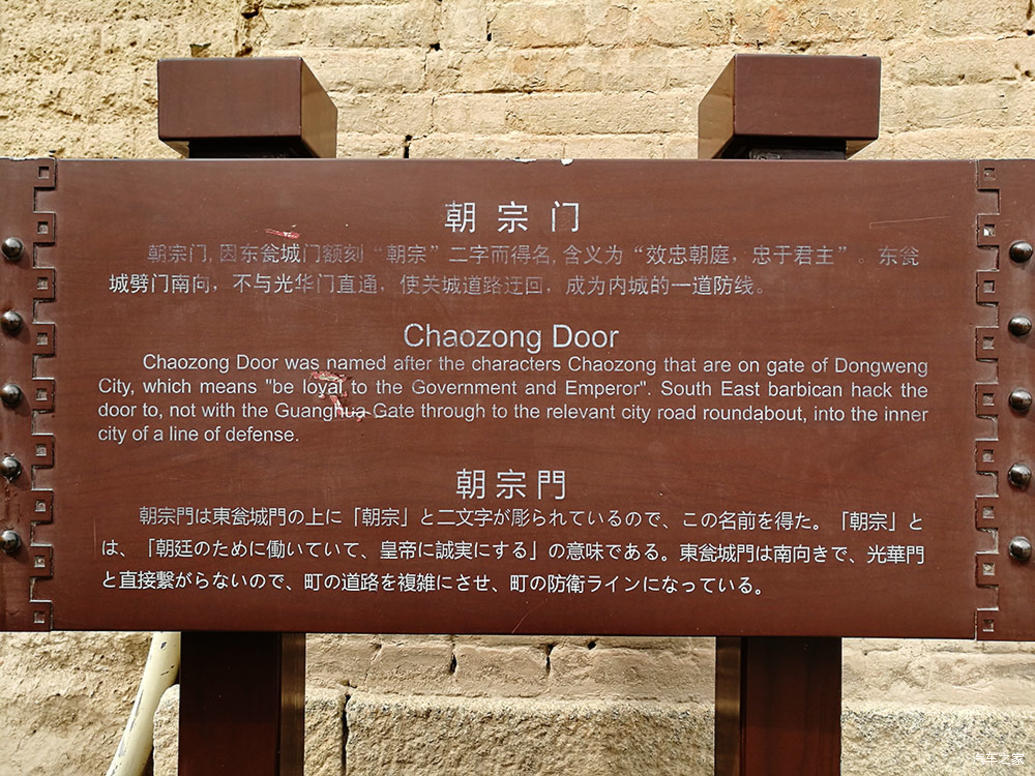 朝宗门
朝宗门,因东瓮城门额刻“朝宗”二字而得名,含义为“效忠朝庭，忠于君主”。东瓮
城劈门南向，不与光华门直通，使关城道路迂回，成为内城的一道防线。
Chaozong Door
Chaozong Door was named after the characters Chaozong that are on gate of Dongweng
City, which means "be loyal to the Government and Emperor". South East barbican hack the
door to, not with the Guanghua Gate through to the relevant city road roundabout, into the inner
city of a line of defense.
朝宗門
朝宗門は東瓮城門の上に「朝宗」と二文字が彫られているので、この名前を得た。「朝宗」と
は、「朝廷のために働いていて、皇帝に誠実にする」の意味である。東瓮城門は南向きで、光華門
と直接繋がらないので、町の道路を複雑にさせ、町の防衛ラインになっている。
汽车之家